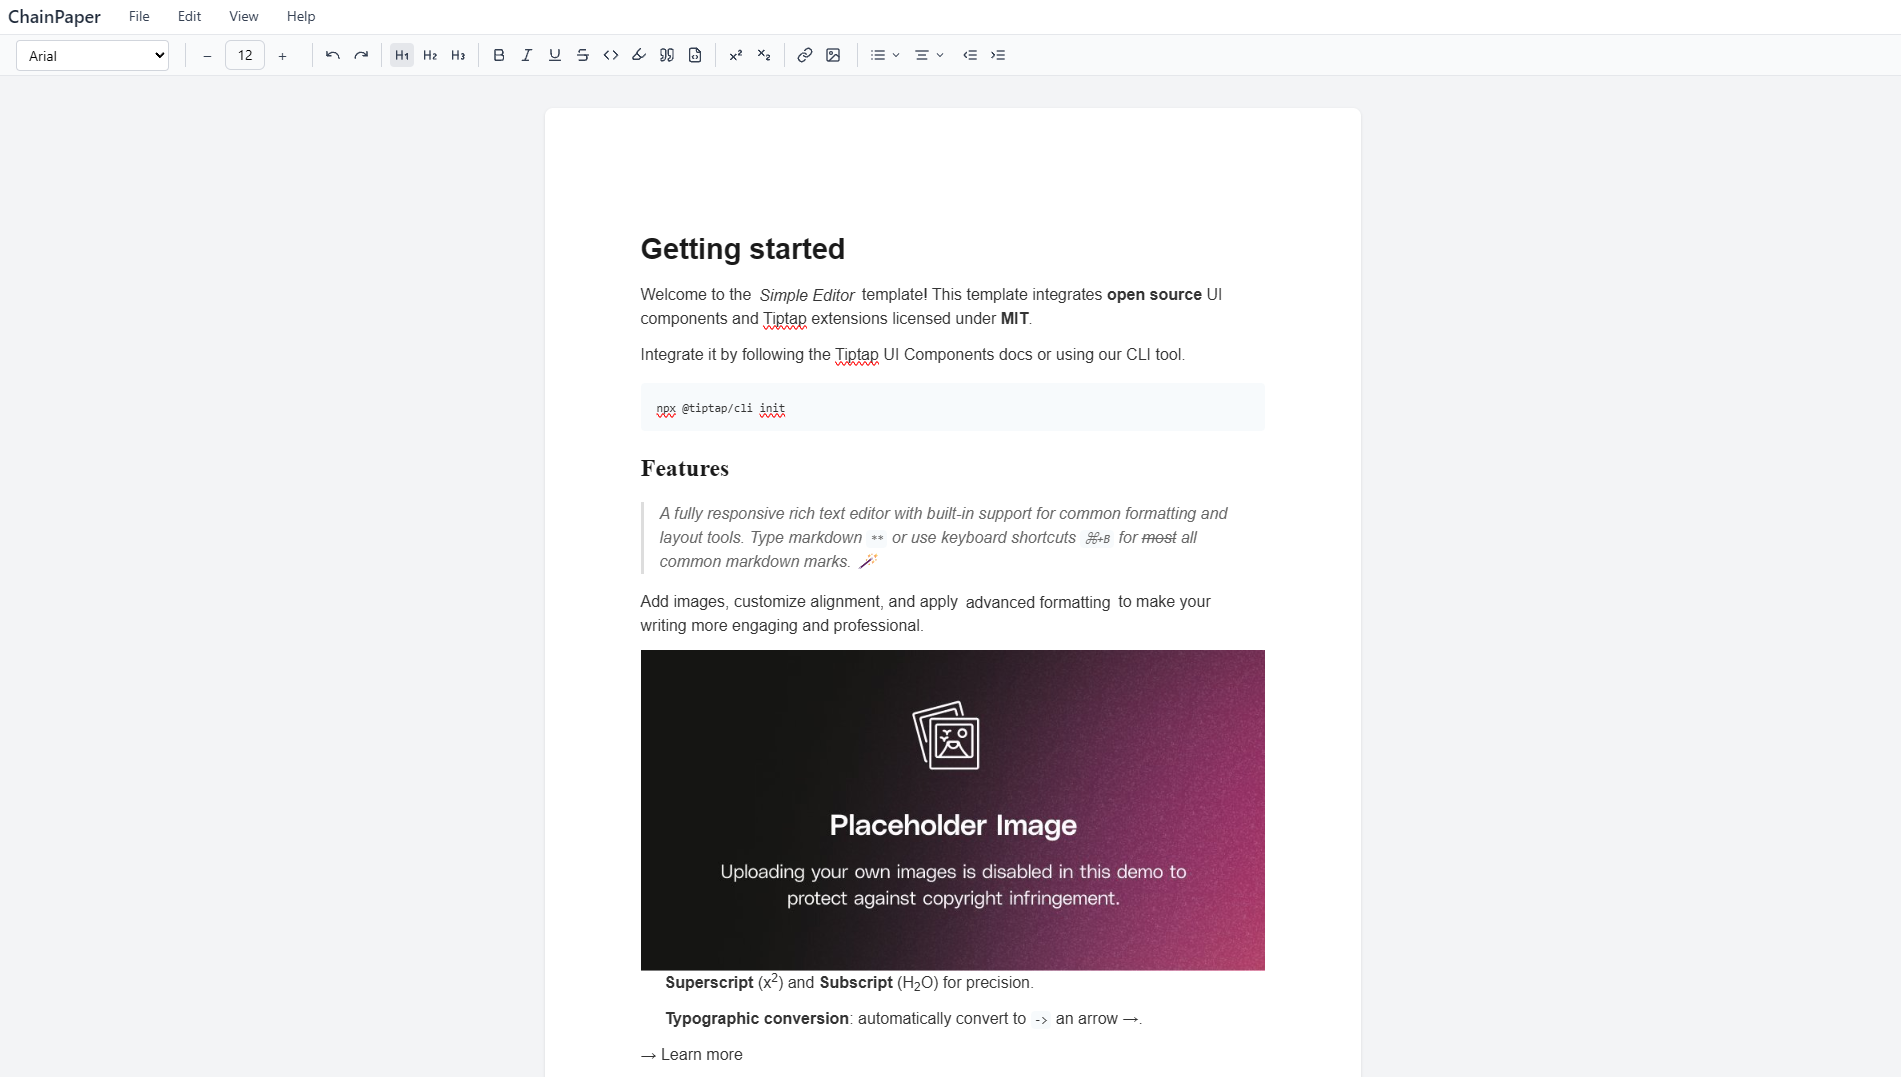 ChainPaper File Edit View Help
Arial – 12 + H1 H2 H3 B I U S x² x₂
Getting started
Welcome to the Simple Editor template! This template integrates open source UI
components and Tiptap extensions licensed under MIT.
Integrate it by following the Tiptap UI Components docs or using our CLI tool.
npx @tiptap/cli init
Features
A fully responsive rich text editor with built-in support for common formatting and
layout tools. Type markdown ** or use keyboard shortcuts ⌘+B for most all
common markdown marks. 🪄
Add images, customize alignment, and apply advanced formatting to make your
writing more engaging and professional.
Placeholder Image
Uploading your own images is disabled in this demo to
protect against copyright infringement.
Superscript (x²) and Subscript (H₂O) for precision.
Typographic conversion: automatically convert to -> an arrow →.
→ Learn more